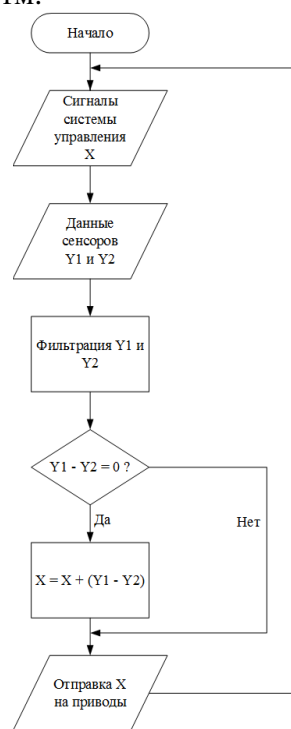 Начало
Сигналы
системы
управления
X
Данные
сенсоров
Y1 и Y2
Фильтрация Y1 и
Y2
Y1 - Y2 = 0 ?
Да
Нет
X = X + (Y1 - Y2)
Отправка X
на приводы